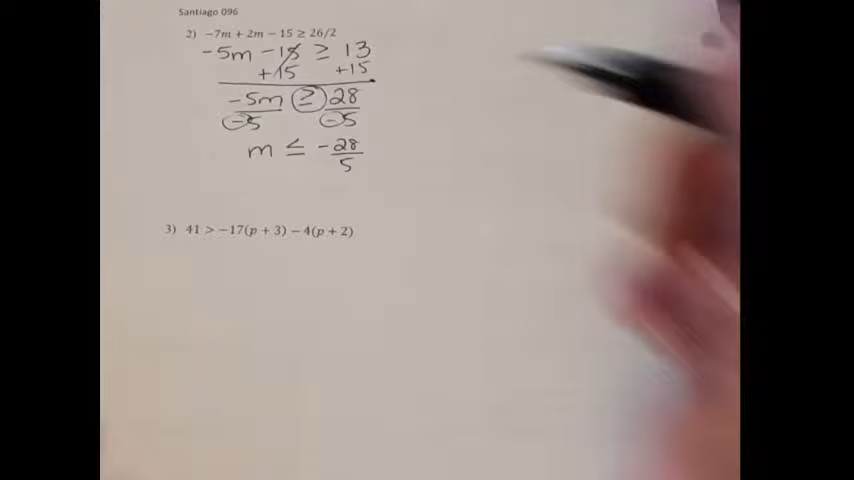 Santiago 096
2) −7m + 2m − 15 ≥ 26/2
-5m -15 ≥ 13
+15 +15
-5m ≥ 28
-5 -5
m ≤ -28
5
3) 41 > −17(p + 3) − 4(p + 2)